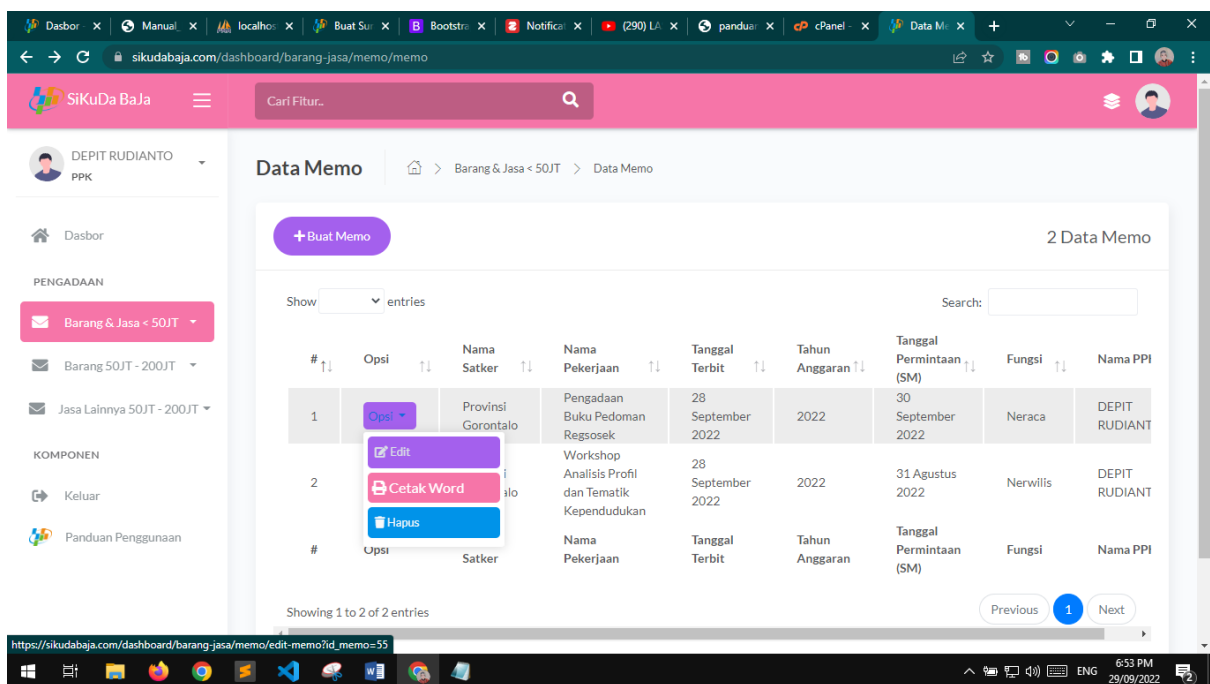 Dasbor
Manual_
localhos
Buat Sur
Bootstra
Notificat
(290) LA
panduar
cPanel -
Data Me
sikudabaja.com/dashboard/barang-jasa/memo/memo
SiKuDa BaJa
Cari Fitur..
DEPIT RUDIANTO
PPK
Dasbor
PENGADAAN
Barang & Jasa < 50JT
Barang 50JT - 200JT
Jasa Lainnya 50JT - 200JT
KOMPONEN
Keluar
Panduan Penggunaan
Data Memo
Barang & Jasa < 50JT > Data Memo
+ Buat Memo
2 Data Memo
Show entries
Search:
# Opsi Nama Satker Nama Pekerjaan Tanggal Terbit Tahun Anggaran Tanggal Permintaan (SM) Fungsi Nama PPK
1 Opsi Provinsi Gorontalo Pengadaan Buku Pedoman Regsosek 28 September 2022 2022 30 September 2022 Neraca DEPIT RUDIANT
Edit
Cetak Word
Hapus
2 i alo Workshop Analisis Profil dan Tematik Kependudukan 28 September 2022 2022 31 Agustus 2022 Nerwilis DEPIT RUDIANT
# Opsi Satker Nama Pekerjaan Tanggal Terbit Tahun Anggaran Tanggal Permintaan (SM) Fungsi Nama PPK
Showing 1 to 2 of 2 entries
Previous 1 Next
https://sikudabaja.com/dashboard/barang-jasa/memo/edit-memo?id_memo=55
ENG
6:53 PM
29/09/2022
2